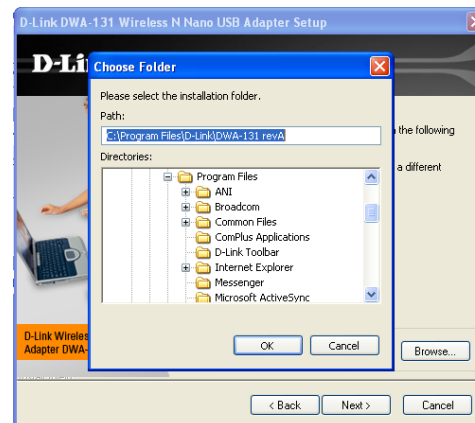 D-Link DWA-131 Wireless N Nano USB Adapter Setup
D-Li
Choose Folder
Please select the installation folder.
Path:
C:\Program Files\D-Link\DWA-131 revA
the following
Directories:
a different
Program Files
ANI
Broadcom
Common Files
ComPlus Applications
D-Link Toolbar
Internet Explorer
Messenger
Microsoft ActiveSync
D-Link Wireles
Adapter DWA-
OK
Cancel
Browse...
< Back
Next >
Cancel